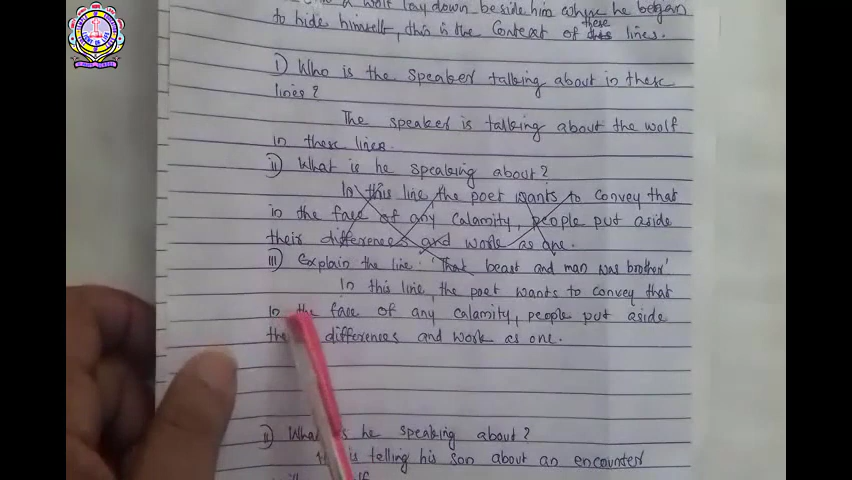 a wolf lay down beside him where he began
to hide himself, this is the Context of these lines.
i) Who is the speaker talking about in these
lines?
The speaker is talking about the wolf
in these lines.
ii) What is he speaking about?
In this line the poet wants to convey that
in the face of any calamity, people put aside
their differences and work as one.
iii) Explain the line 'That beast and man was brother'
In this line, the poet wants to convey that
in the face of any calamity, people put aside
the differences and work as one.
ii) What is he speaking about?
is telling his son about an encounter